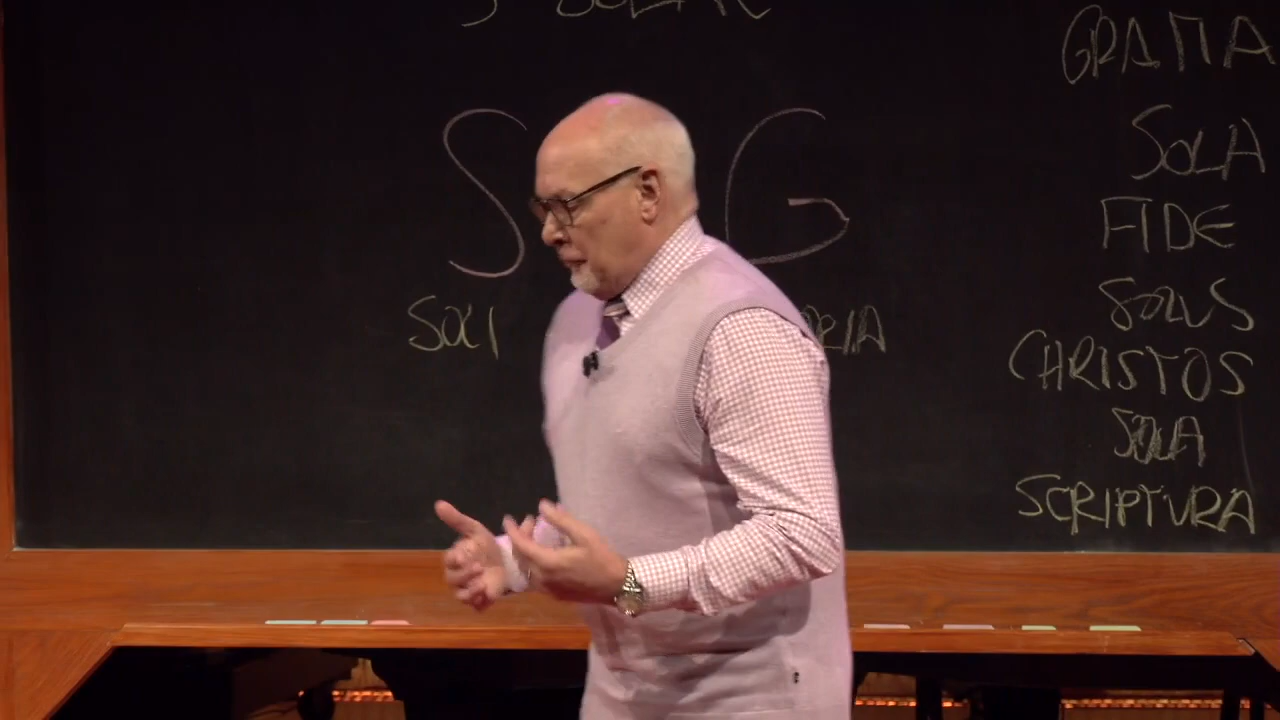 GRATIA
SOLA
FIDE
SOLUS
CHRISTOS
SOLA
SCRIPTURA
S G
SOLI